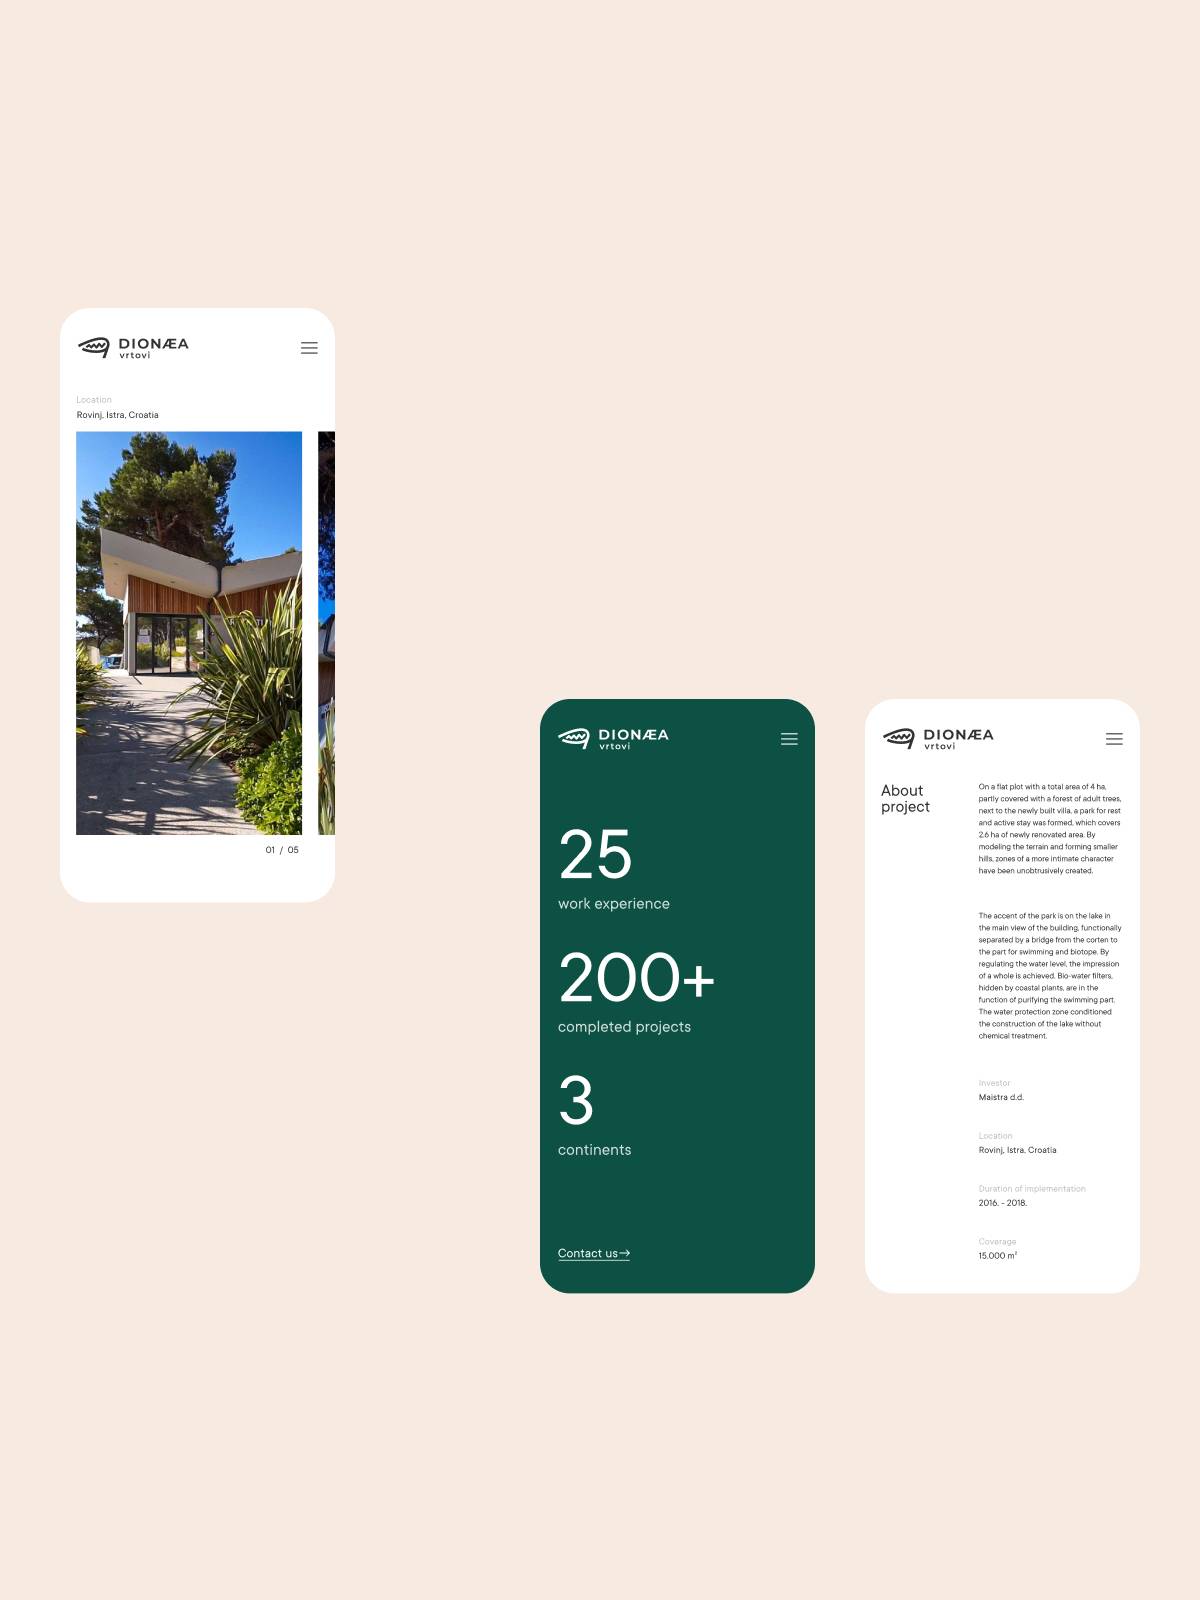 DIONÆA
vrtovi
Location
Rovinj, Istra, Croatia
01 / 05
DIONÆA
vrtovi
25
work experience
200+
completed projects
3
continents
Contact us→
DIONÆA
vrtovi
About
project
On a flat plot with a total area of 4 ha,
partly covered with a forest of adult trees,
next to the newly built villa, a park for rest
and active stay was formed, which covers
2,6 ha of newly renovated area. By
modeling the terrain and forming smaller
hills, zones of a more intimate character
have been unobtrusively created.
The accent of the park is on the lake in
the main view of the building, functionally
separated by a bridge from the corten to
the part for swimming and biotope. By
regulating the water level, the impression
of a whole is achieved. Bio-water filters,
hidden by coastal plants, are in the
function of purifying the swimming part.
The water protection zone conditioned
the construction of the lake without
chemical treatment.
Investor
Maistra d.d.
Location
Rovinj, Istra, Croatia
Duration of implementation
2016. - 2018.
Coverage
15.000 m²